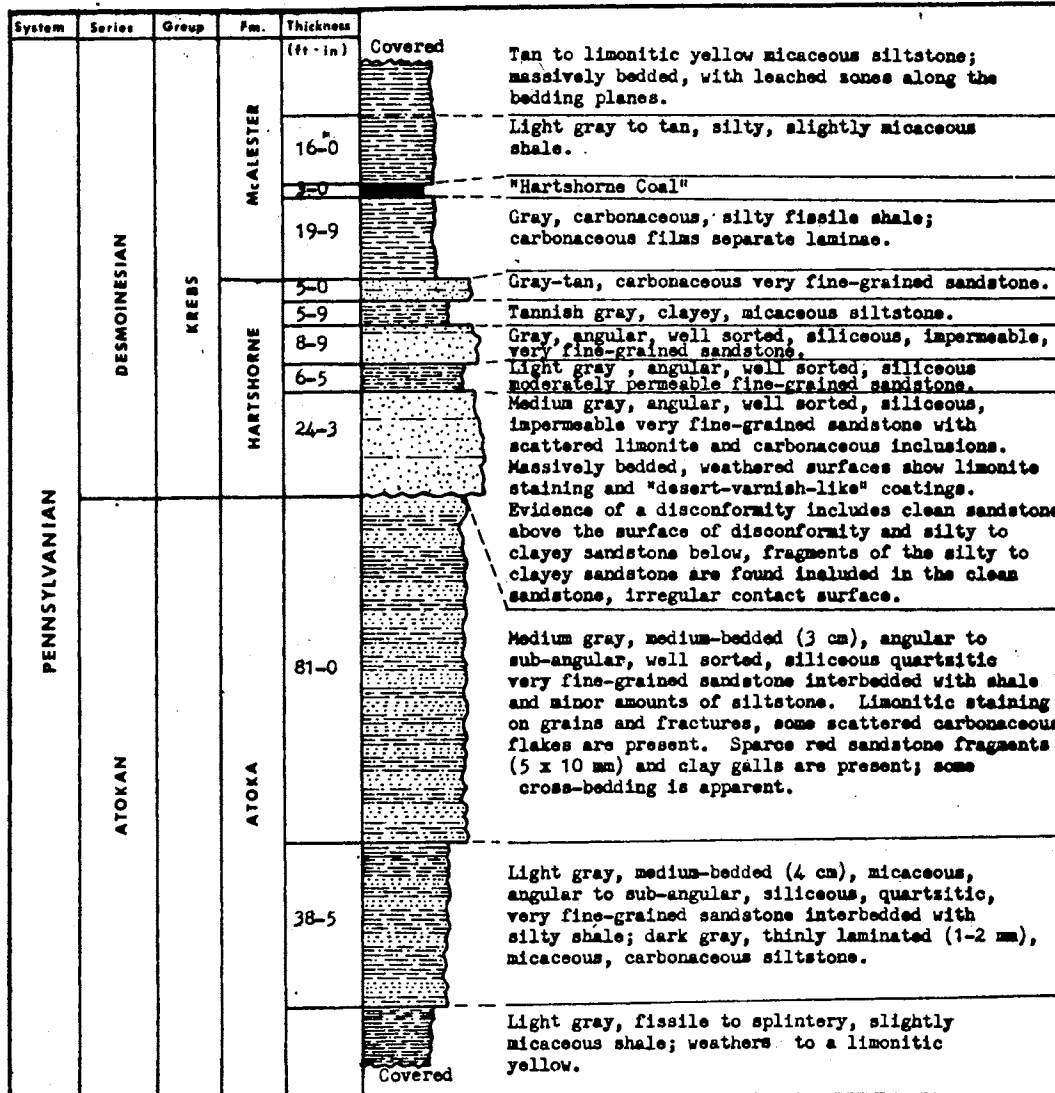 System Series Group Fm. Thickness
(ft - in)
Covered
Tan to limonitic yellow micaceous siltstone;
massively bedded, with leached zones along the
bedding planes.
McALESTER
16-0
Light gray to tan, silty, slightly micaceous
shale.
3-0
"Hartshorne Coal"
19-9
Gray, carbonaceous, silty fissile shale;
carbonaceous films separate laminae.
DESMOINESIAN
KREBS
HARTSHORNE
5-0
Gray-tan, carbonaceous very fine-grained sandstone.
5-9
Tannish gray, clayey, micaceous siltstone.
8-9
Gray, angular, well sorted, siliceous, impermeable,
very fine-grained sandstone.
6-5
Light gray , angular, well sorted, siliceous
moderately permeable fine-grained sandstone.
24-3
Medium gray, angular, well sorted, siliceous,
impermeable very fine-grained sandstone with
scattered limonite and carbonaceous inclusions.
Massively bedded, weathered surfaces show limonite
staining and "desert-varnish-like" coatings.
Evidence of a disconformity includes clean sandstone
above the surface of disconformity and silty to
clayey sandstone below, fragments of the silty to
clayey sandstone are found included in the clean
sandstone, irregular contact surface.
PENNSYLVANIAN
ATOKAN
ATOKA
81-0
Medium gray, medium-bedded (3 cm), angular to
sub-angular, well sorted, siliceous quartzitic
very fine-grained sandstone interbedded with shale
and minor amounts of siltstone. Limonitic staining
on grains and fractures, some scattered carbonaceous
flakes are present. Sparce red sandstone fragments
(5 x 10 mm) and clay galls are present; some
cross-bedding is apparent.
38-5
Light gray, medium-bedded (4 cm), micaceous,
angular to sub-angular, siliceous, quartzitic,
very fine-grained sandstone interbedded with
silty shale; dark gray, thinly laminated (1-2 mm),
micaceous, carbonaceous siltstone.
Light gray, fissile to splintery, slightly
micaceous shale; weathers to a limonitic
yellow.
Covered